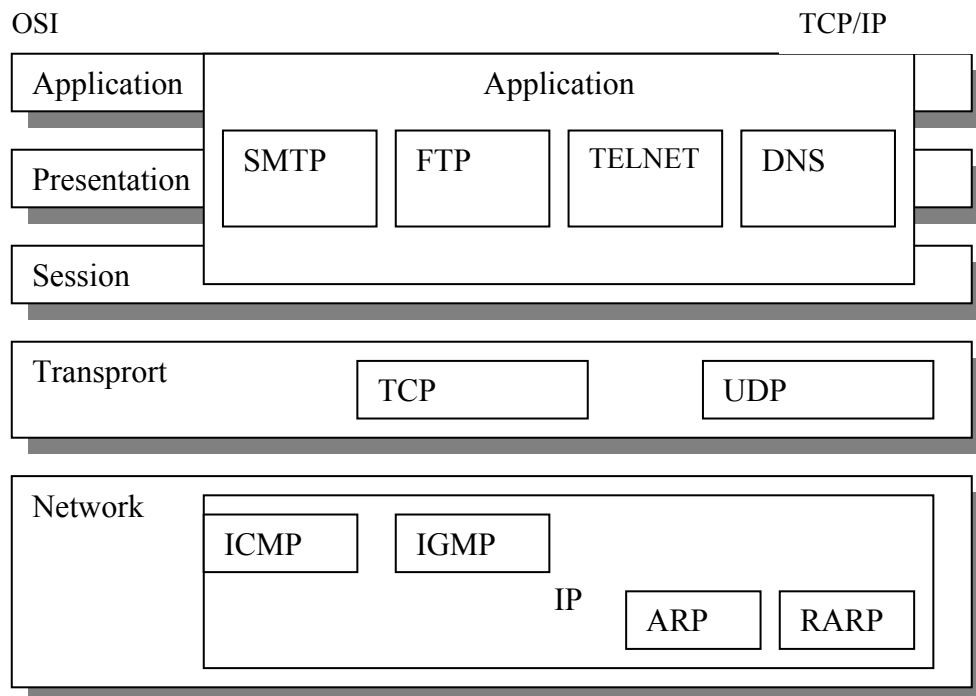 OSI TCP/IP
Application Application
SMTP FTP TELNET DNS
Presentation
Session
Transprort
TCP UDP
Network
ICMP IGMP
IP
ARP RARP